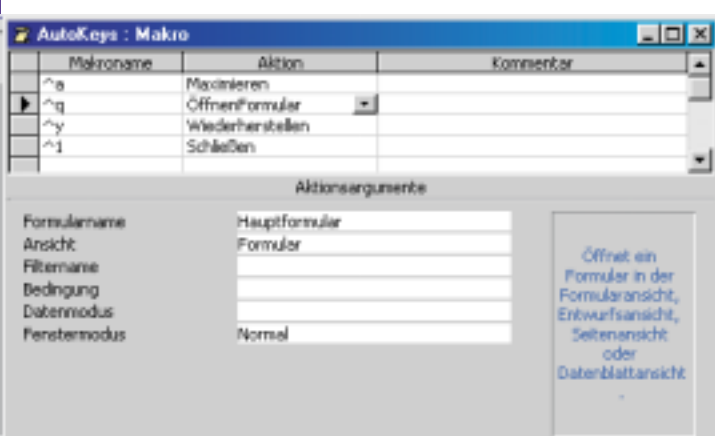 AutoKeys : Makro
Makroname Aktion Kommentar
^a Maximieren
^q ÖffnenFormular
^y Wiederherstellen
^1 Schließen
Aktionsargumente
Formularname Hauptformular
Ansicht Formular
Filtername
Bedingung
Datenmodus
Fenstermodus Normal
Öffnet ein
Formular in der
Formularansicht,
Entwurfsansicht,
Seitenansicht
oder
Datenblattansicht
.